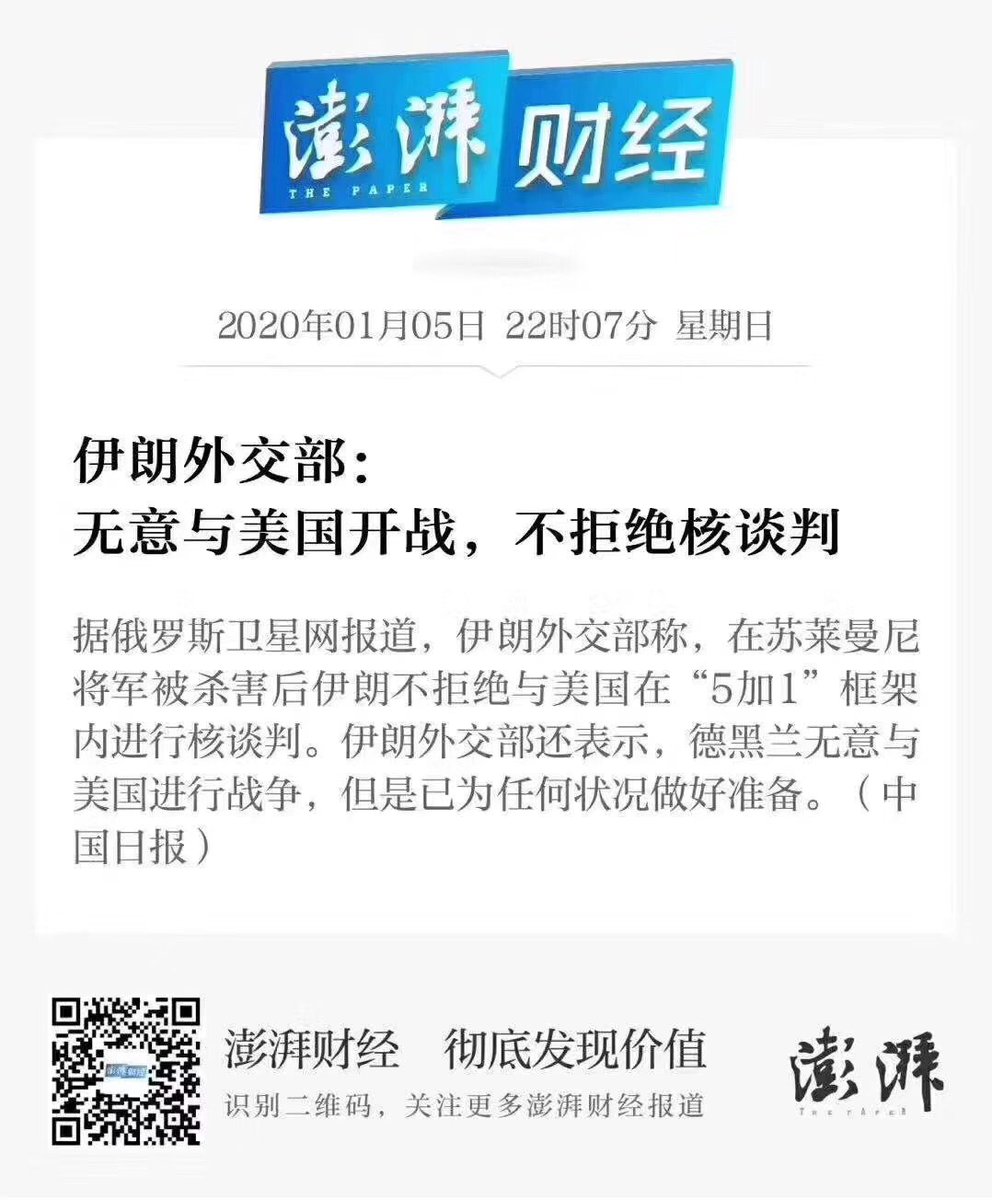 澎湃 财经
THE PAPER
2020年01月05日 22时07分 星期日
伊朗外交部：
无意与美国开战，不拒绝核谈判
据俄罗斯卫星网报道，伊朗外交部称，在苏莱曼尼
将军被杀害后伊朗不拒绝与美国在“5加1”框架
内进行核谈判。伊朗外交部还表示，德黑兰无意与
美国进行战争，但是已为任何状况做好准备。（中
国日报）
澎湃财经
澎湃财经 彻底发现价值
识别二维码，关注更多澎湃财经报道
澎湃
THE PAPER